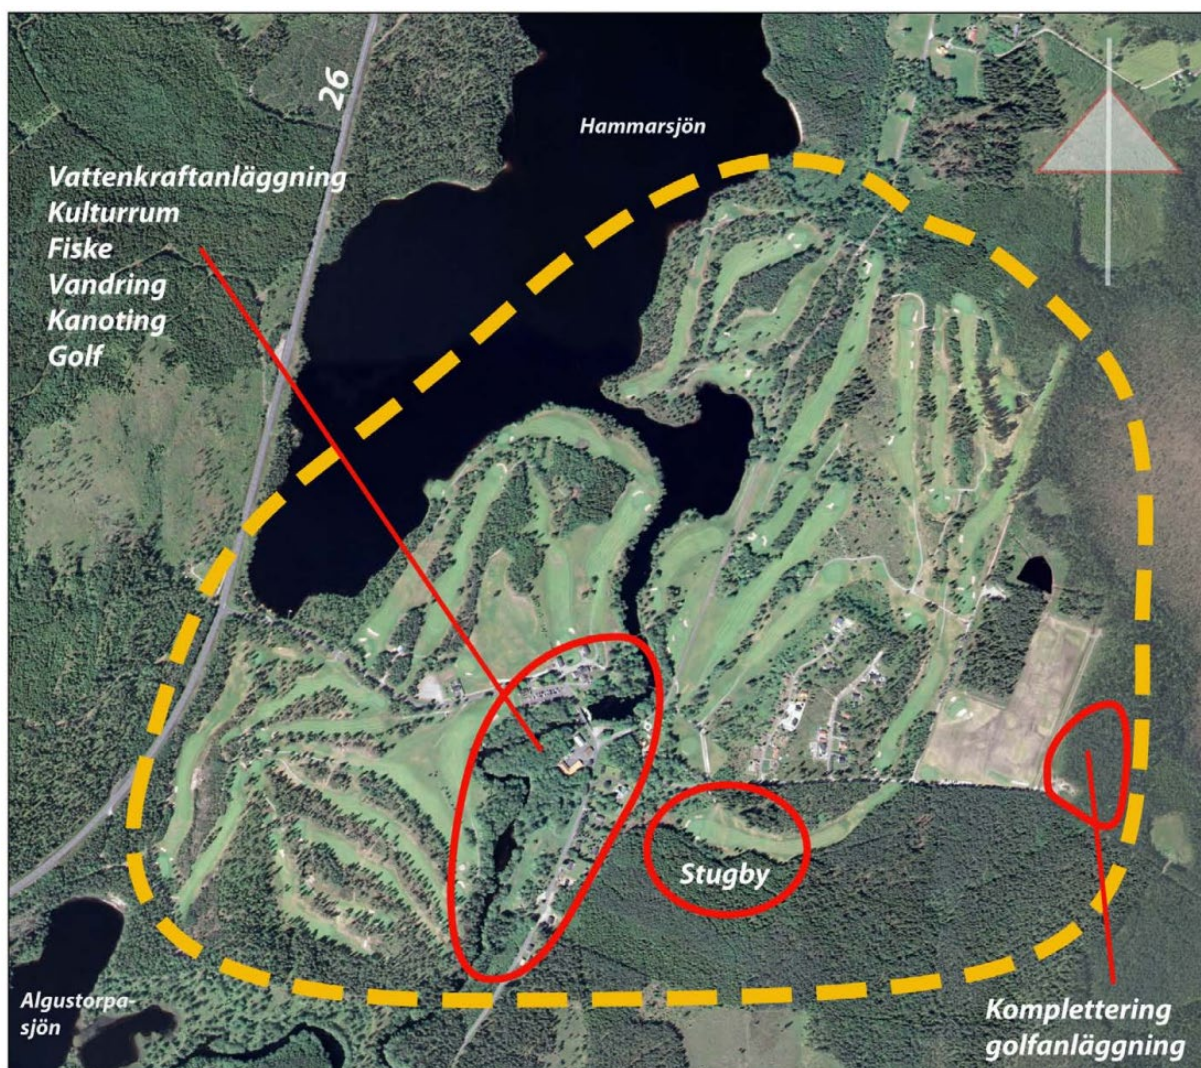 26
Hammarsjön
Vattenkraftanläggning
Kulturrum
Fiske
Vandring
Kanoting
Golf
Stugby
Algustorpa-
sjön
Komplettering
golfanläggning